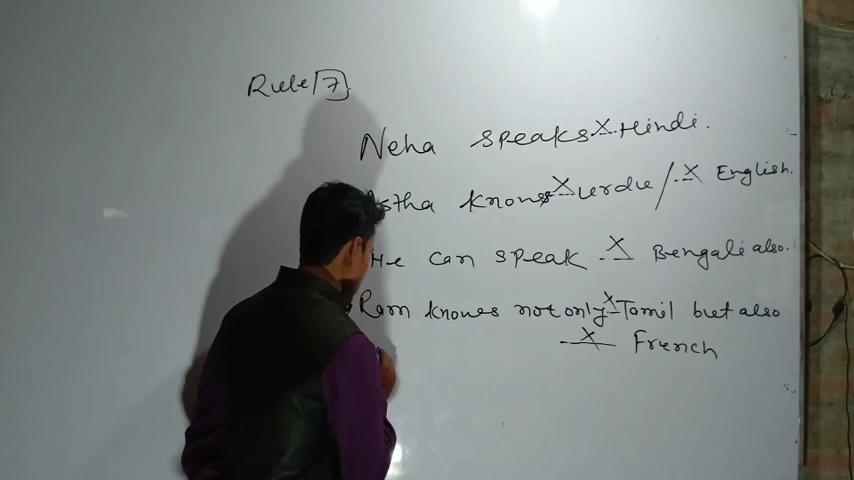 Rule 7
Neha speaks X Hindi.
Astha knows X urdu / X English.
He can speak X Bengali also.
Ram knows not only X Tamil but also
X French